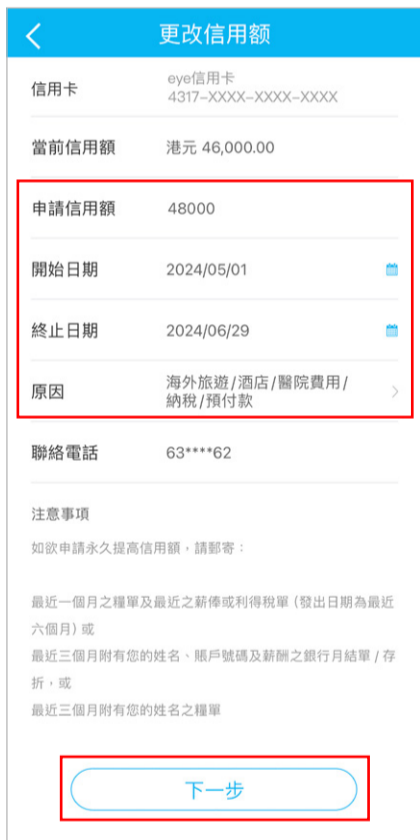 更改信用额
信用卡
eye信用卡
4317-XXXX-XXXX-XXXX
當前信用額
港元 46,000.00
申請信用額
48000
開始日期
2024/05/01
終止日期
2024/06/29
原因
海外旅遊/酒店/醫院費用/
納稅/預付款
聯絡電話
63****62
注意事項
如欲申請永久提高信用額，請郵寄：
最近一個月之糧單及最近之薪俸或利得稅單 (發出日期為最近
六個月) 或
最近三個月附有您的姓名、賬戶號碼及薪酬之銀行月結單 / 存
折，或
最近三個月附有您的姓名之糧單
下一步